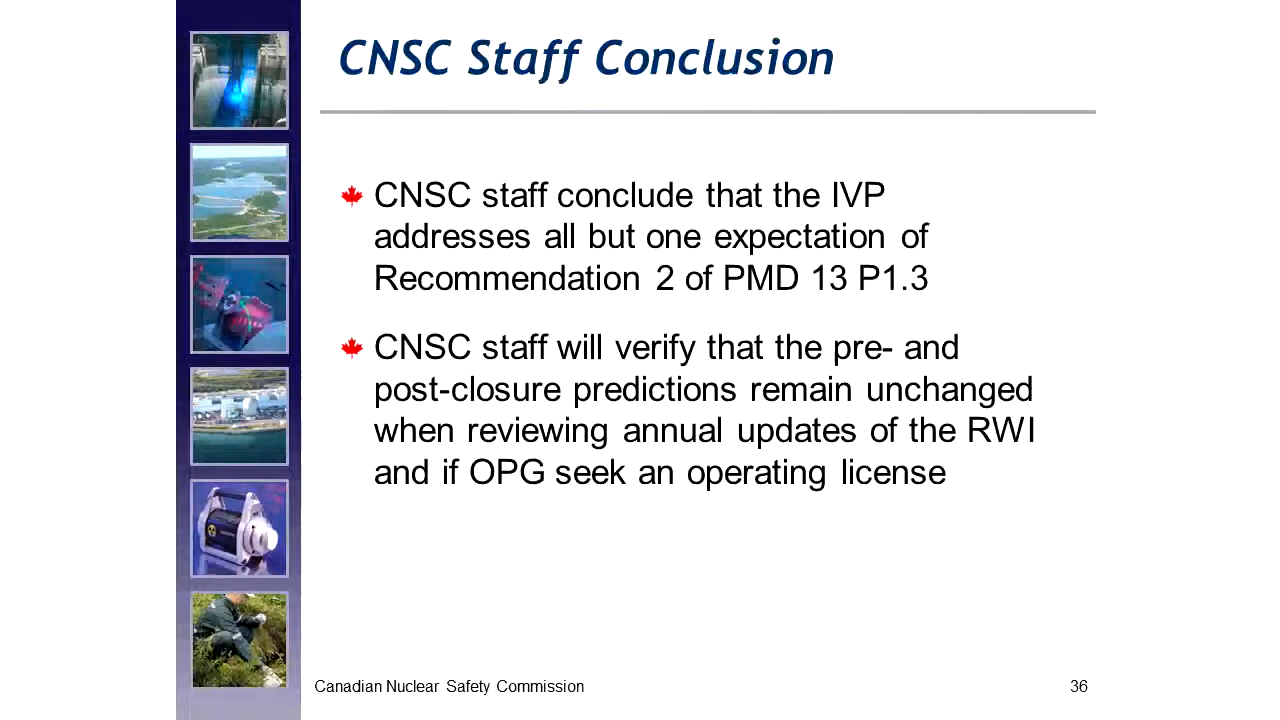 CNSC Staff Conclusion
CNSC staff conclude that the IVP
addresses all but one expectation of
Recommendation 2 of PMD 13 P1.3
CNSC staff will verify that the pre- and
post-closure predictions remain unchanged
when reviewing annual updates of the RWI
and if OPG seek an operating license
Canadian Nuclear Safety Commission
36